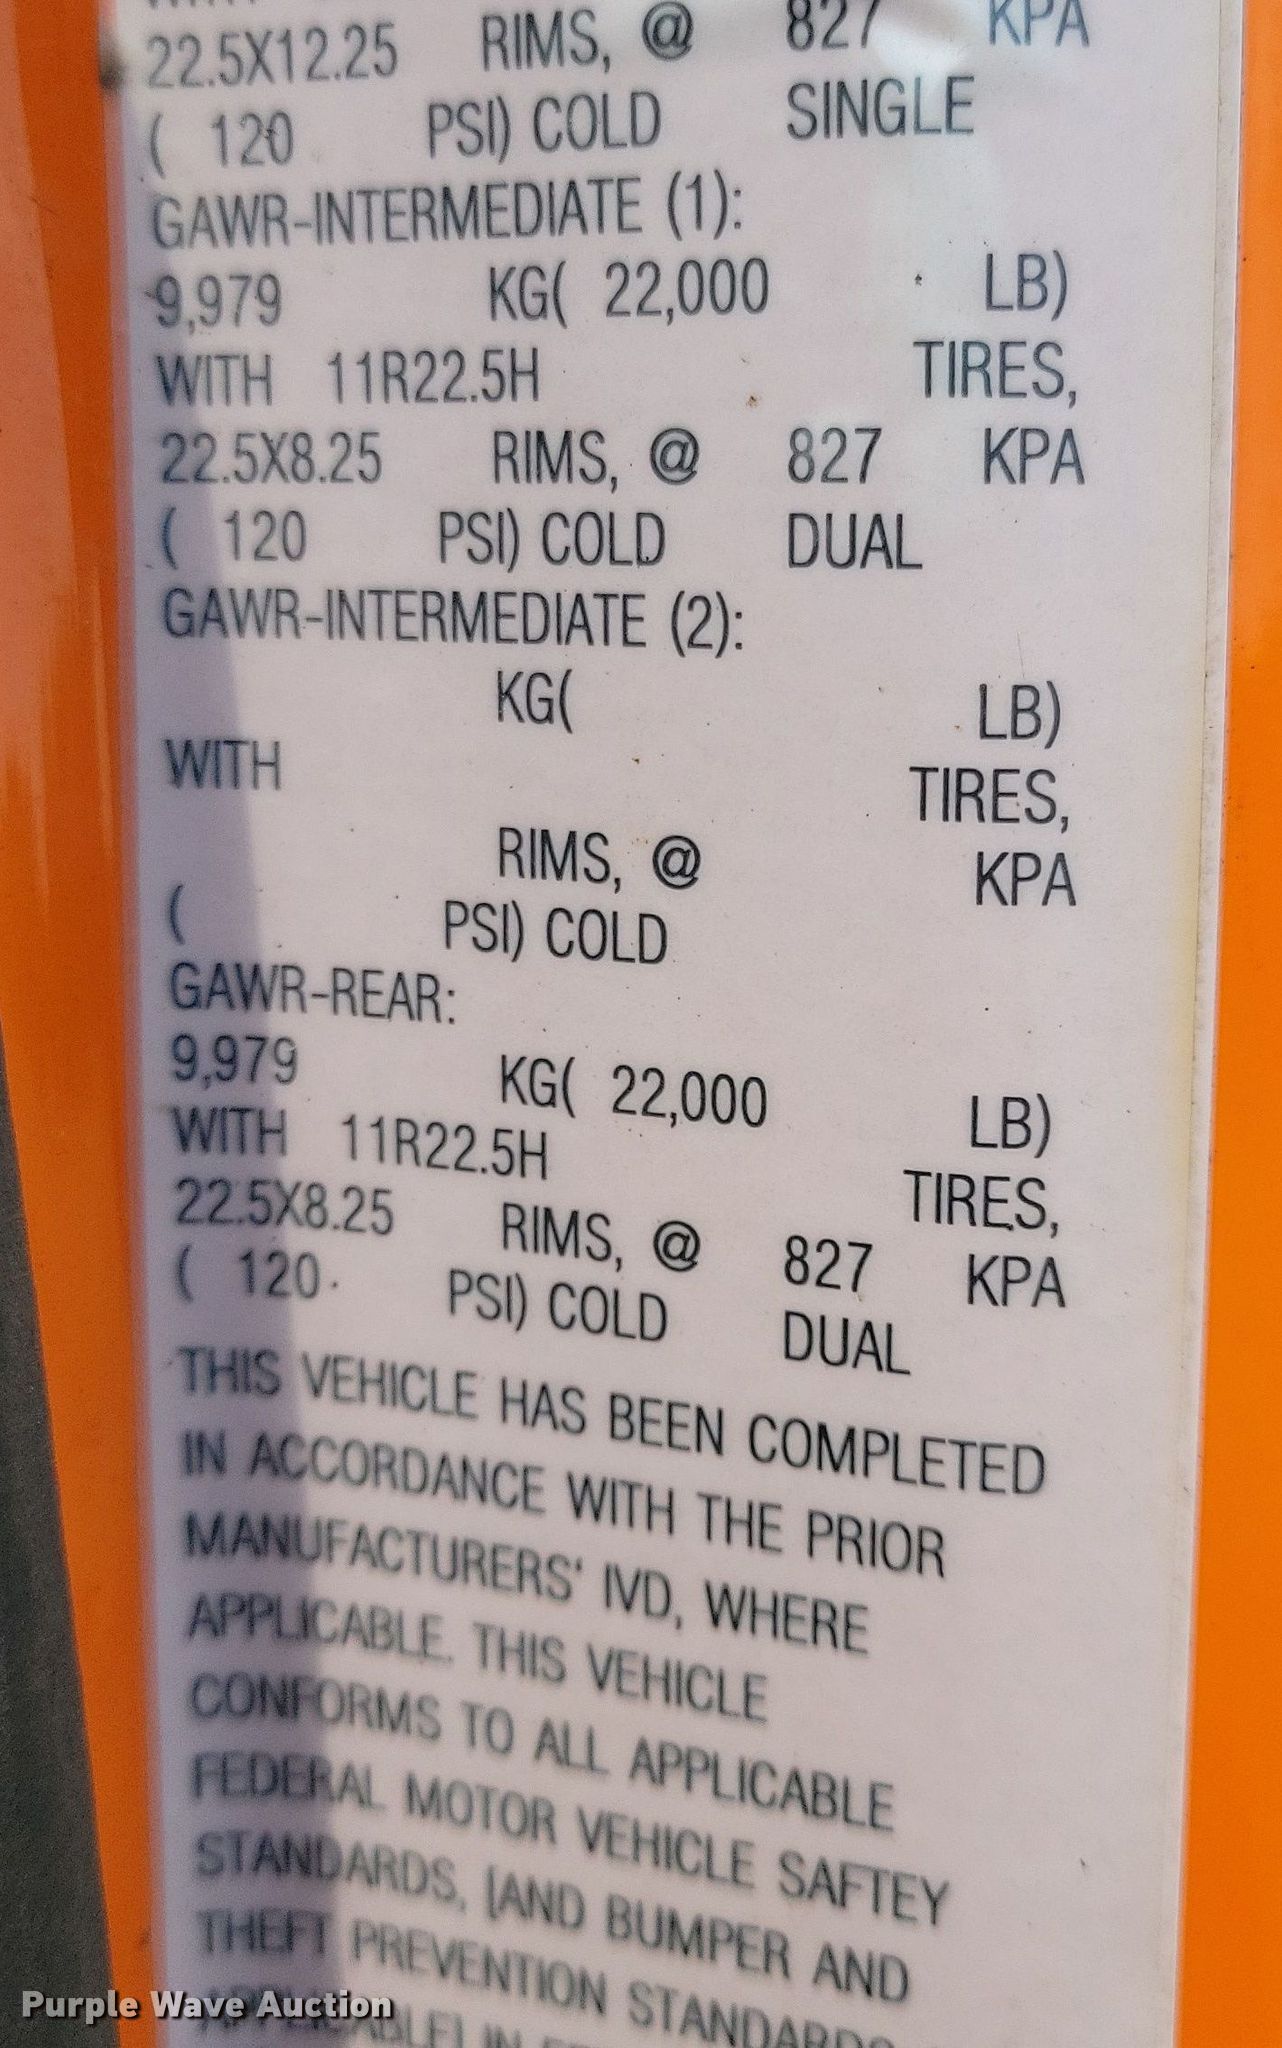 22.5X12.25 RIMS, @ 827 KPA
( 120 PSI) COLD SINGLE
GAWR-INTERMEDIATE (1):
9,979 KG( 22,000 LB)
WITH 11R22.5H TIRES,
22.5X8.25 RIMS, @ 827 KPA
( 120 PSI) COLD DUAL
GAWR-INTERMEDIATE (2):
KG( LB)
WITH TIRES,
RIMS, @ KPA
( PSI) COLD
GAWR-REAR:
9,979 KG( 22,000 LB)
WITH 11R22.5H TIRES,
22.5X8.25 RIMS, @ 827 KPA
( 120 PSI) COLD DUAL
THIS VEHICLE HAS BEEN COMPLETED
IN ACCORDANCE WITH THE PRIOR
MANUFACTURERS' IVD, WHERE
APPLICABLE. THIS VEHICLE
CONFORMS TO ALL APPLICABLE
FEDERAL MOTOR VEHICLE SAFTEY
STANDARDS, [AND BUMPER AND
THEFT PREVENTION STANDARDS
APPLICABLE] IN
Purple Wave Auction